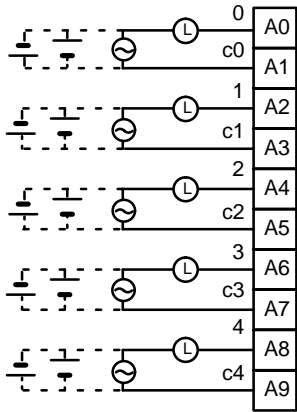 0 L A0
c0 A1
1 L A2
c1 A3
2 L A4
c2 A5
3 L A6
c3 A7
4 L A8
c4 A9